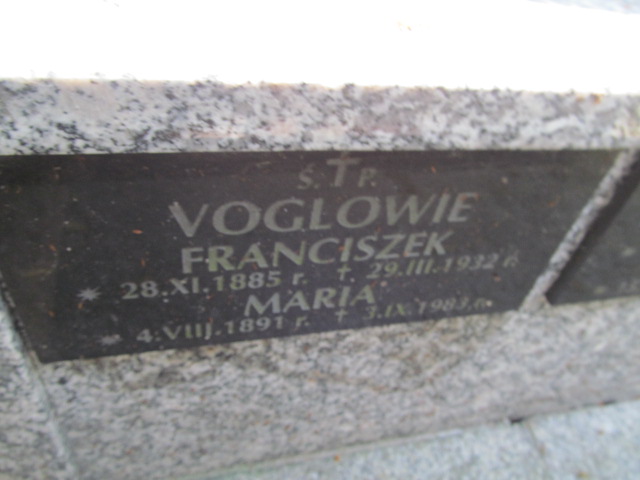 Ś. † P.
VOGLOWIE
FRANCISZEK
* 28.XI.1885 r. † 29.III.1932 r.
MARIA
* 4.VIII.1891 r. † 3.IX.1983 r.